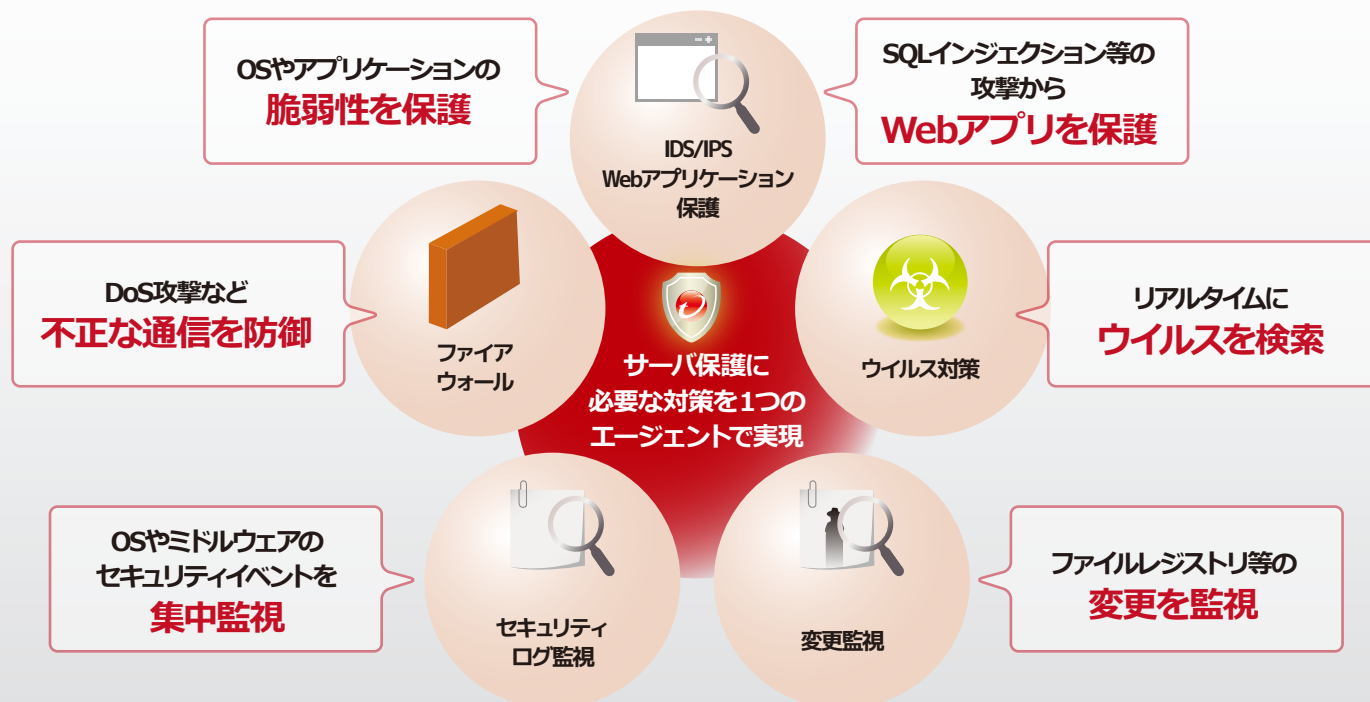 OSやアプリケーションの
脆弱性を保護
SQLインジェクション等の
攻撃から
Webアプリを保護
IDS/IPS
Webアプリケーション
保護
DoS攻撃など
不正な通信を防御
ファイア
ウォール
サーバ保護に
必要な対策を1つの
エージェントで実現
ウイルス対策
リアルタイムに
ウイルスを検索
OSやミドルウェアの
セキュリティイベントを
集中監視
セキュリティ
ログ監視
変更監視
ファイルレジストリ等の
変更を監視